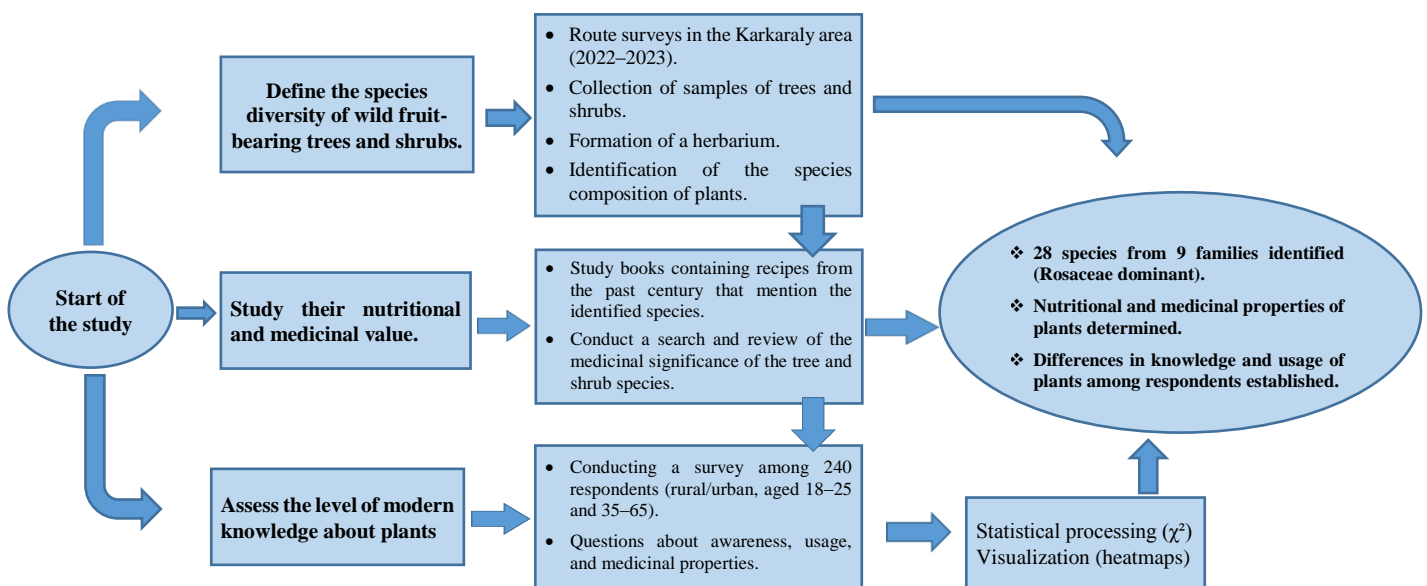 Start of
the study
Define the species
diversity of wild fruit-
bearing trees and shrubs.
• Route surveys in the Karkaraly area
(2022–2023).
• Collection of samples of trees and
shrubs.
• Formation of a herbarium.
• Identification of the species
composition of plants.
Study their nutritional
and medicinal value.
• Study books containing recipes from
the past century that mention the
identified species.
• Conduct a search and review of the
medicinal significance of the tree and
shrub species.
Assess the level of modern
knowledge about plants
• Conducting a survey among 240
respondents (rural/urban, aged 18–25
and 35–65).
• Questions about awareness, usage,
and medicinal properties.
Statistical processing (χ²)
Visualization (heatmaps)
❖ 28 species from 9 families identified
(Rosaceae dominant).
❖ Nutritional and medicinal properties of
plants determined.
❖ Differences in knowledge and usage of
plants among respondents established.